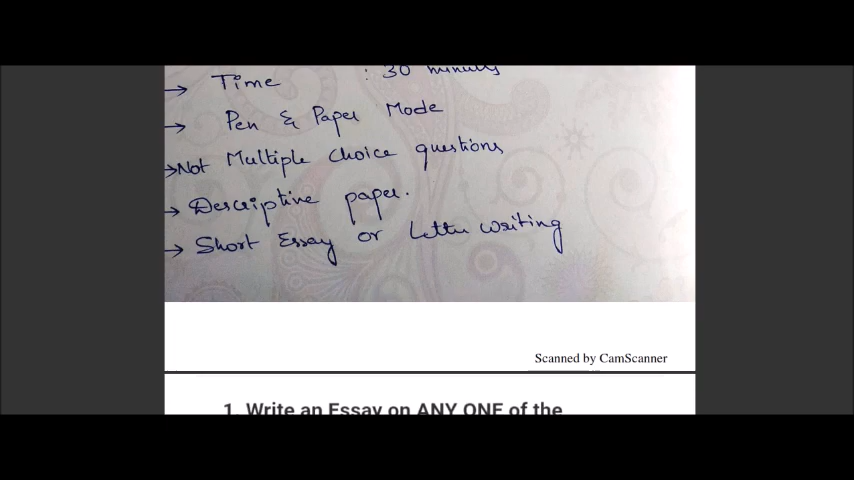 → Time : 30 minutes
→ Pen & Paper Mode
→Not Multiple choice questions
→ Descriptive paper.
→ Short Essay or Letter writing
Scanned by CamScanner
1. Write an Essay on ANY ONE of the